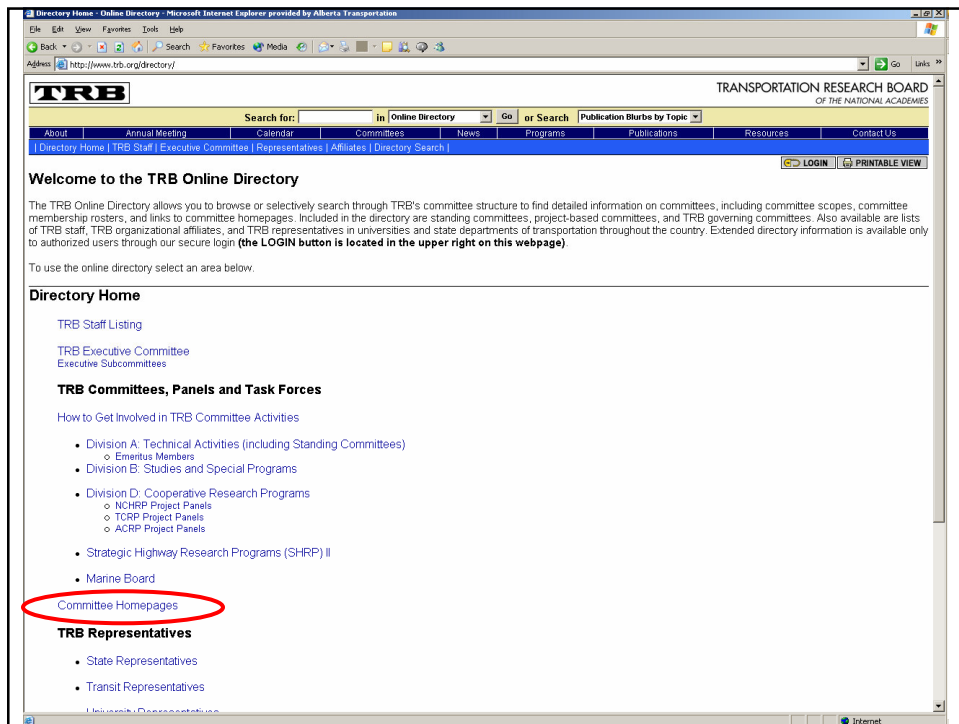 Directory Home - Online Directory - Microsoft Internet Explorer provided by Alberta Transportation
File Edit View Favorites Tools Help
Back Search Favorites Media
Address http://www.trb.org/directory/ Go Links »
TRB
TRANSPORTATION RESEARCH BOARD
OF THE NATIONAL ACADEMIES
Search for: in Online Directory Go or Search Publication Blurbs by Topic
About Annual Meeting Calendar Committees News Programs Publications Resources Contact Us
| Directory Home | TRB Staff | Executive Committee | Representatives | Affiliates | Directory Search |
LOGIN PRINTABLE VIEW
Welcome to the TRB Online Directory
The TRB Online Directory allows you to browse or selectively search through TRB's committee structure to find detailed information on committees, including committee scopes, committee
membership rosters, and links to committee homepages. Included in the directory are standing committees, project-based committees, and TRB governing committees. Also available are lists
of TRB staff, TRB organizational affiliates, and TRB representatives in universities and state departments of transportation throughout the country. Extended directory information is available only
to authorized users through our secure login (the LOGIN button is located in the upper right on this webpage).
To use the online directory select an area below.
Directory Home
TRB Staff Listing
TRB Executive Committee
Executive Subcommittees
TRB Committees, Panels and Task Forces
How to Get Involved in TRB Committee Activities
• Division A: Technical Activities (including Standing Committees)
o Emeritus Members
• Division B: Studies and Special Programs
• Division D: Cooperative Research Programs
o NCHRP Project Panels
o TCRP Project Panels
o ACRP Project Panels
• Strategic Highway Research Programs (SHRP) II
• Marine Board
Committee Homepages
TRB Representatives
• State Representatives
• Transit Representatives
University Representatives
Internet